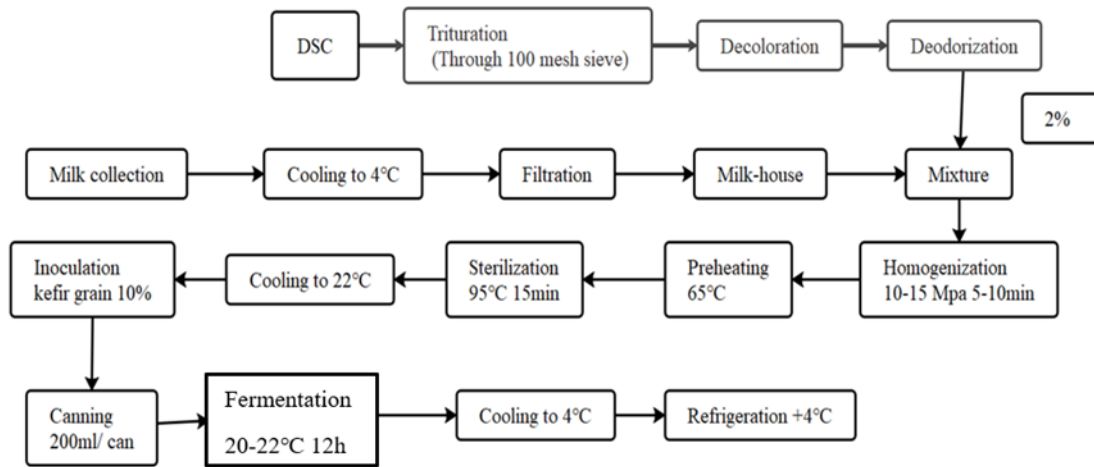 DSC
Trituration
(Through 100 mesh sieve)
Decoloration
Deodorization
2%
Milk collection
Cooling to 4℃
Filtration
Milk-house
Mixture
Inoculation
kefir grain 10%
Cooling to 22℃
Sterilization
95℃ 15min
Preheating
65℃
Homogenization
10-15 Mpa 5-10min
Canning
200ml/ can
Fermentation
20-22℃ 12h
Cooling to 4℃
Refrigeration +4℃